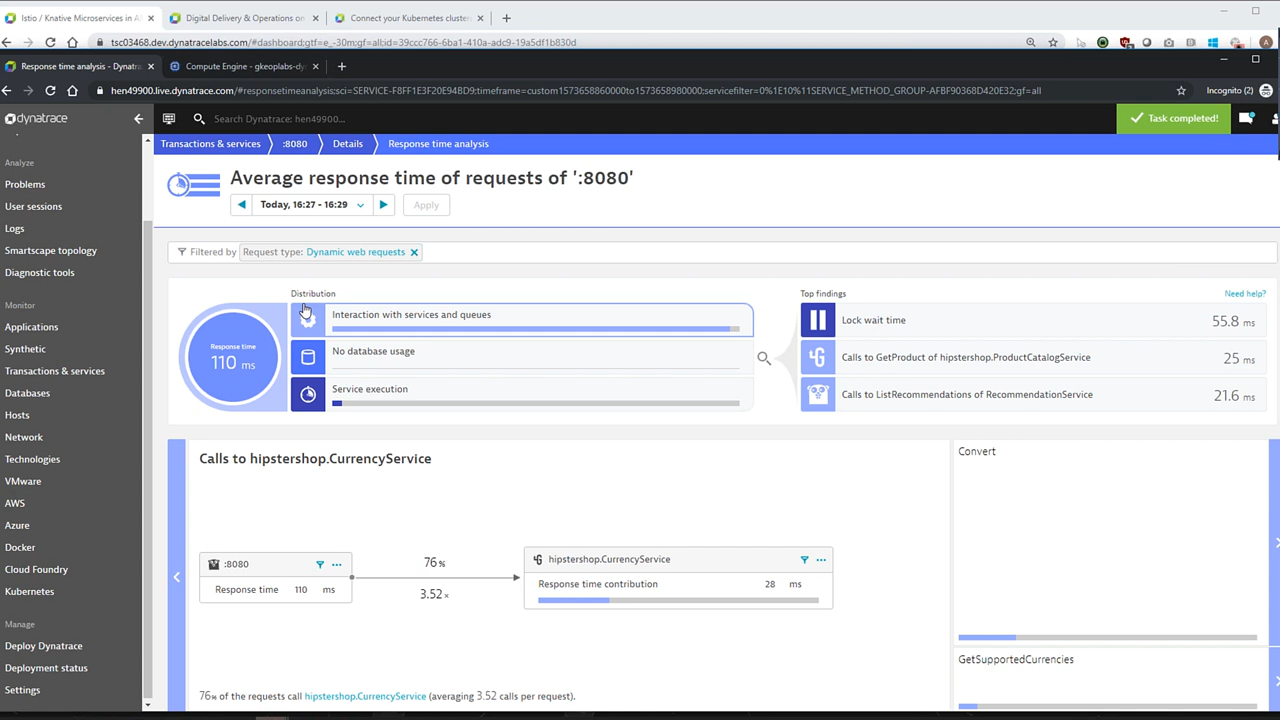 Istio / Knative Microservices in A
Digital Delivery & Operations on
Connect your Kubernetes cluster
tsc03468.dev.dynatracelabs.com/#dashboard;gtf=e_-30m;gf=all;id=39ccc766-6ba1-410a-adc9-19a5df1b830d
Response time analysis - Dynatra
Compute Engine - gkeoplabs-dyn
hen49900.live.dynatrace.com/#responsetimeanalysis;sci=SERVICE-F8FF1E3F20E94BD9;timeframe=custom1573658860000to1573658980000;servicefilter=0%1E10%11SERVICE_METHOD_GROUP-AFBF90368D420E32;gf=all
Incognito (2)
dynatrace
Search Dynatrace: hen49900...
Task completed!
Transactions & services
:8080
Details
Response time analysis
Analyze
Problems
User sessions
Logs
Smartscape topology
Diagnostic tools
Monitor
Applications
Synthetic
Transactions & services
Databases
Hosts
Network
Technologies
VMware
AWS
Azure
Docker
Cloud Foundry
Kubernetes
Manage
Deploy Dynatrace
Deployment status
Settings
Average response time of requests of ':8080'
Today, 16:27 - 16:29
Apply
Filtered by
Request type: Dynamic web requests
Distribution
Response time
110 ms
Interaction with services and queues
No database usage
Service execution
Top findings
Need help?
Lock wait time
55.8 ms
Calls to GetProduct of hipstershop.ProductCatalogService
25 ms
Calls to ListRecommendations of RecommendationService
21.6 ms
Calls to hipstershop.CurrencyService
:8080
Response time 110 ms
76 %
3.52 x
hipstershop.CurrencyService
Response time contribution 28 ms
76% of the requests call hipstershop.CurrencyService (averaging 3.52 calls per request).
Convert
GetSupportedCurrencies